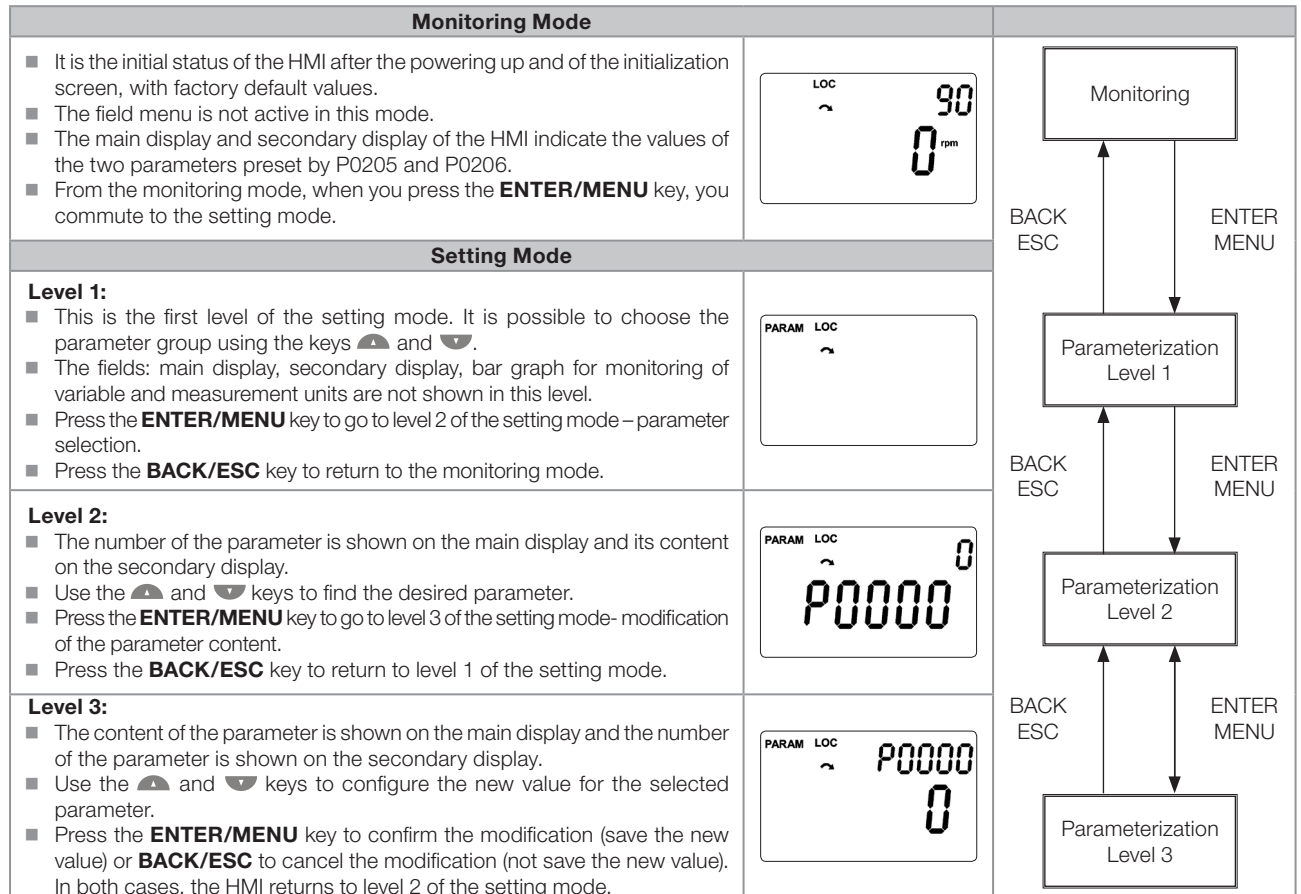 Monitoring Mode
■ It is the initial status of the HMI after the powering up and of the initialization
screen, with factory default values.
■ The field menu is not active in this mode.
■ The main display and secondary display of the HMI indicate the values of
the two parameters preset by P0205 and P0206.
■ From the monitoring mode, when you press the ENTER/MENU key, you
commute to the setting mode.
LOC
90
0 rpm
Setting Mode
Level 1:
■ This is the first level of the setting mode. It is possible to choose the
parameter group using the keys and .
■ The fields: main display, secondary display, bar graph for monitoring of
variable and measurement units are not shown in this level.
■ Press the ENTER/MENU key to go to level 2 of the setting mode – parameter
selection.
■ Press the BACK/ESC key to return to the monitoring mode.
PARAM LOC
Level 2:
■ The number of the parameter is shown on the main display and its content
on the secondary display.
■ Use the and keys to find the desired parameter.
■ Press the ENTER/MENU key to go to level 3 of the setting mode- modification
of the parameter content.
■ Press the BACK/ESC key to return to level 1 of the setting mode.
PARAM LOC
0
P0000
Level 3:
■ The content of the parameter is shown on the main display and the number
of the parameter is shown on the secondary display.
■ Use the and keys to configure the new value for the selected
parameter.
■ Press the ENTER/MENU key to confirm the modification (save the new
value) or BACK/ESC to cancel the modification (not save the new value).
In both cases, the HMI returns to level 2 of the setting mode.
PARAM LOC
P0000
0
Monitoring
BACK
ESC
ENTER
MENU
Parameterization
Level 1
BACK
ESC
ENTER
MENU
Parameterization
Level 2
BACK
ESC
ENTER
MENU
Parameterization
Level 3